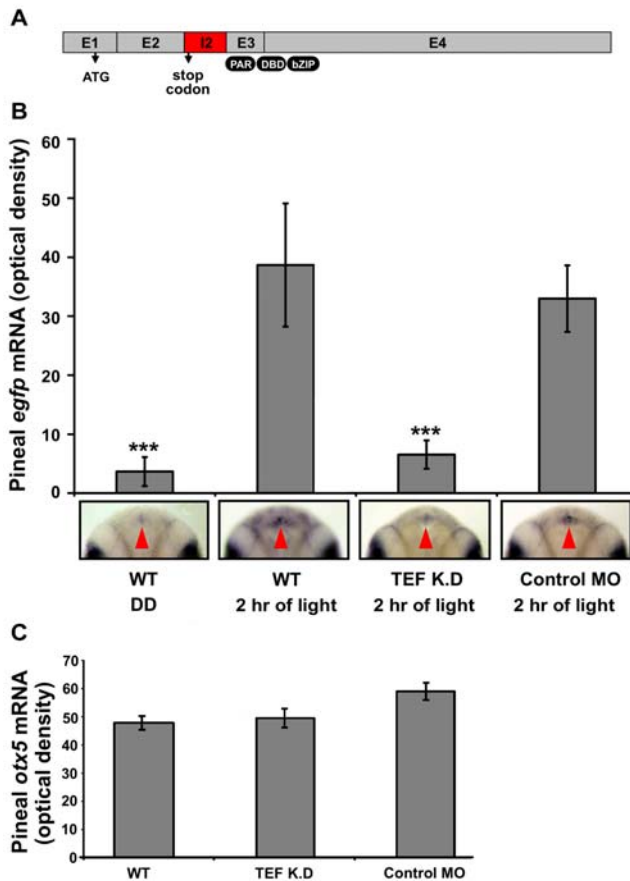 A
E1 E2 I2 E3 E4
ATG
stop
codon
PAR DBD bZIP
B
Pineal egfp mRNA (optical density)
60
50
40
30
20
10
0
***
***
WT
DD
WT
2 hr of light
TEF K.D
2 hr of light
Control MO
2 hr of light
C
Pineal otx5 mRNA
(optical density)
70
60
50
40
30
20
10
0
WT
TEF K.D
Control MO